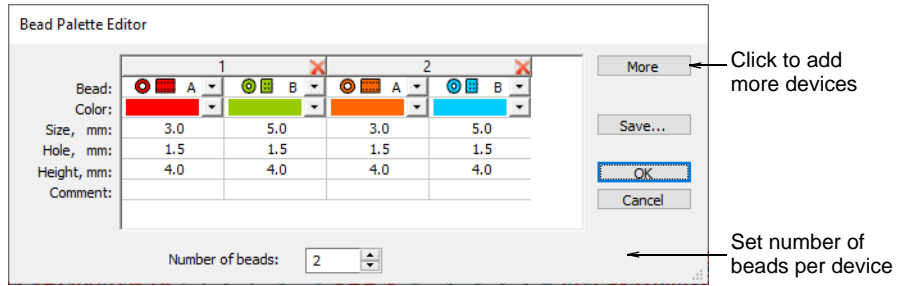 Bead Palette Editor
1 2
Bead: A B A B
Color:
Size, mm: 3.0 5.0 3.0 5.0
Hole, mm: 1.5 1.5 1.5 1.5
Height, mm: 4.0 4.0 4.0 4.0
Comment:
Number of beads: 2
More
Save...
OK
Cancel
Click to add
more devices
Set number of
beads per device